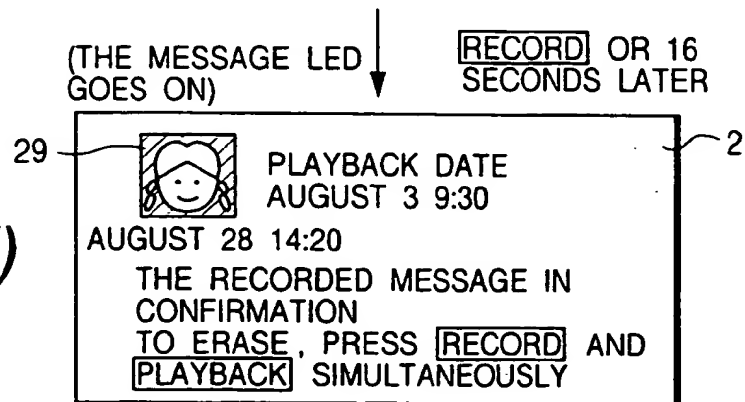 (THE MESSAGE LED
GOES ON)
RECORD OR 16
SECONDS LATER
29
2
PLAYBACK DATE
AUGUST 3 9:30
AUGUST 28 14:20
THE RECORDED MESSAGE IN
CONFIRMATION
TO ERASE, PRESS RECORD AND
PLAYBACK SIMULTANEOUSLY
)